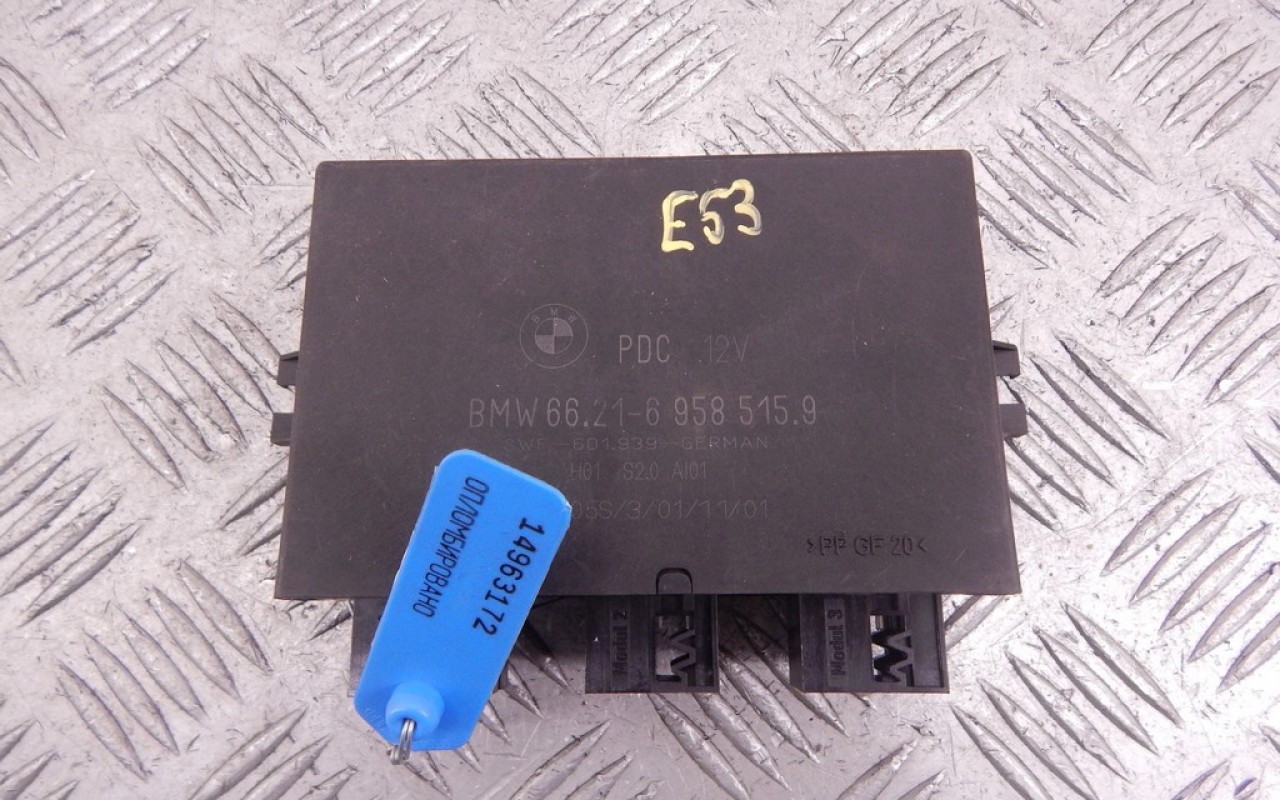 E53
BMW
PDC 12V
BMW 66.21-6 958 515.9
SWF - 601.939 - GERMAN
H01 S2.0 AI01
05S/3/01/11/01
>PP GF 20<
14963172
ОПЛОМБИРОВАНО
Modul 2
Modul 3